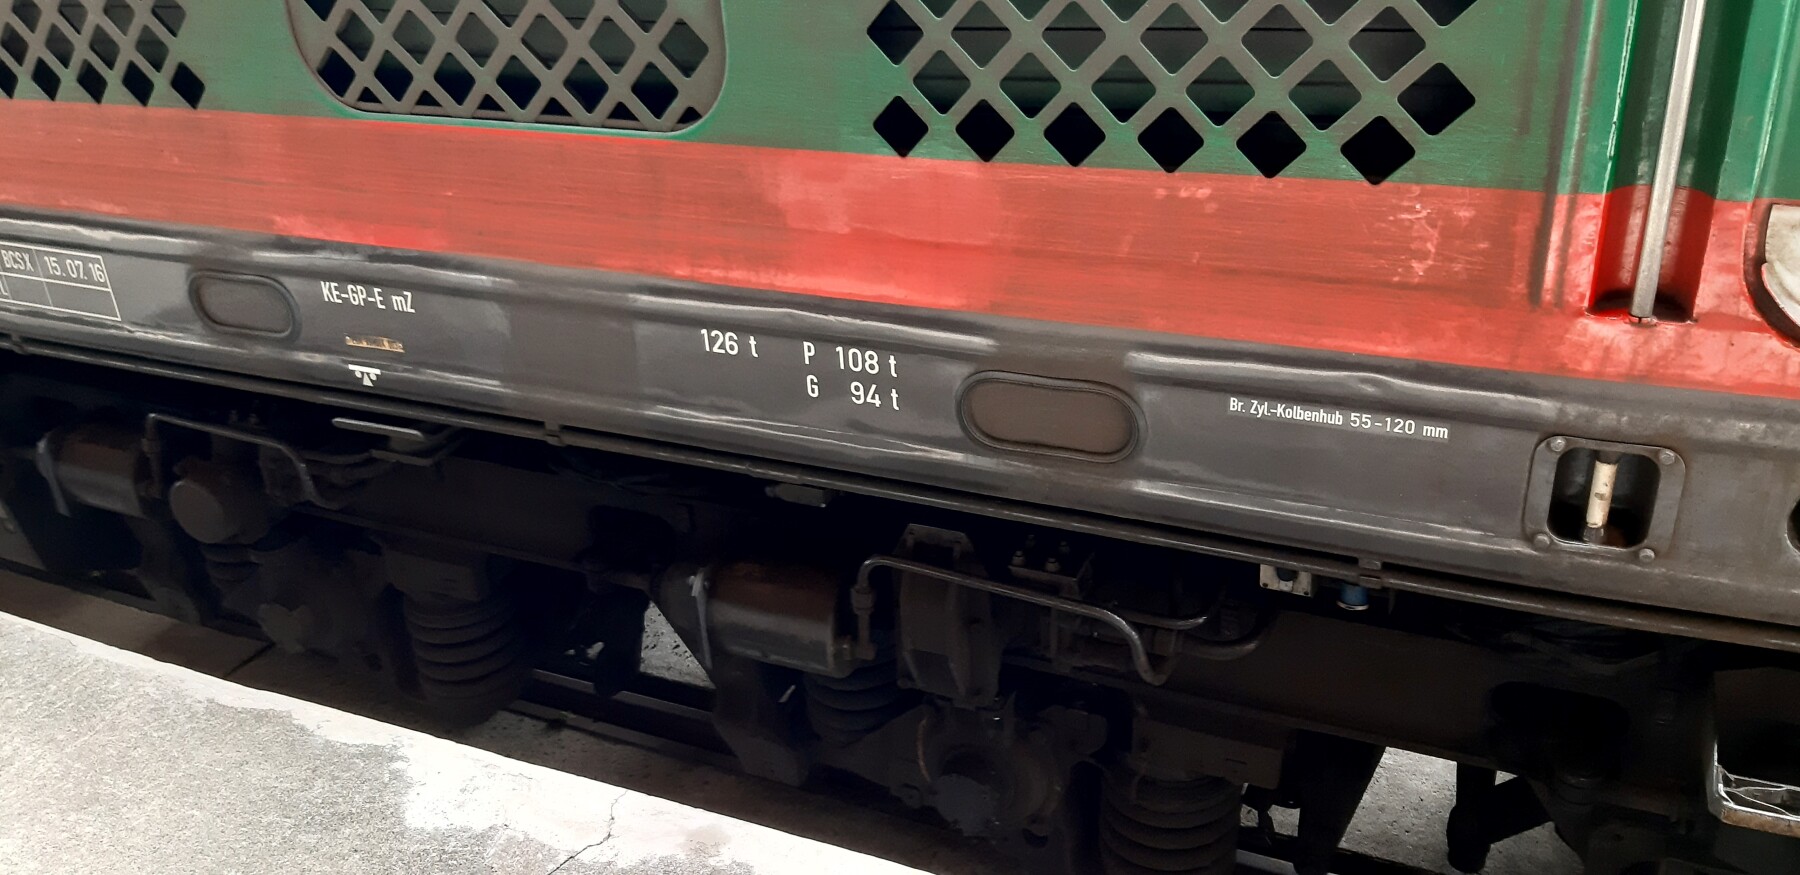 BCSX 15.07.16
L
KE-GP-E mZ
126 t P 108 t
G 94 t
Br. Zyl.-Kolbenhub 55-120 mm